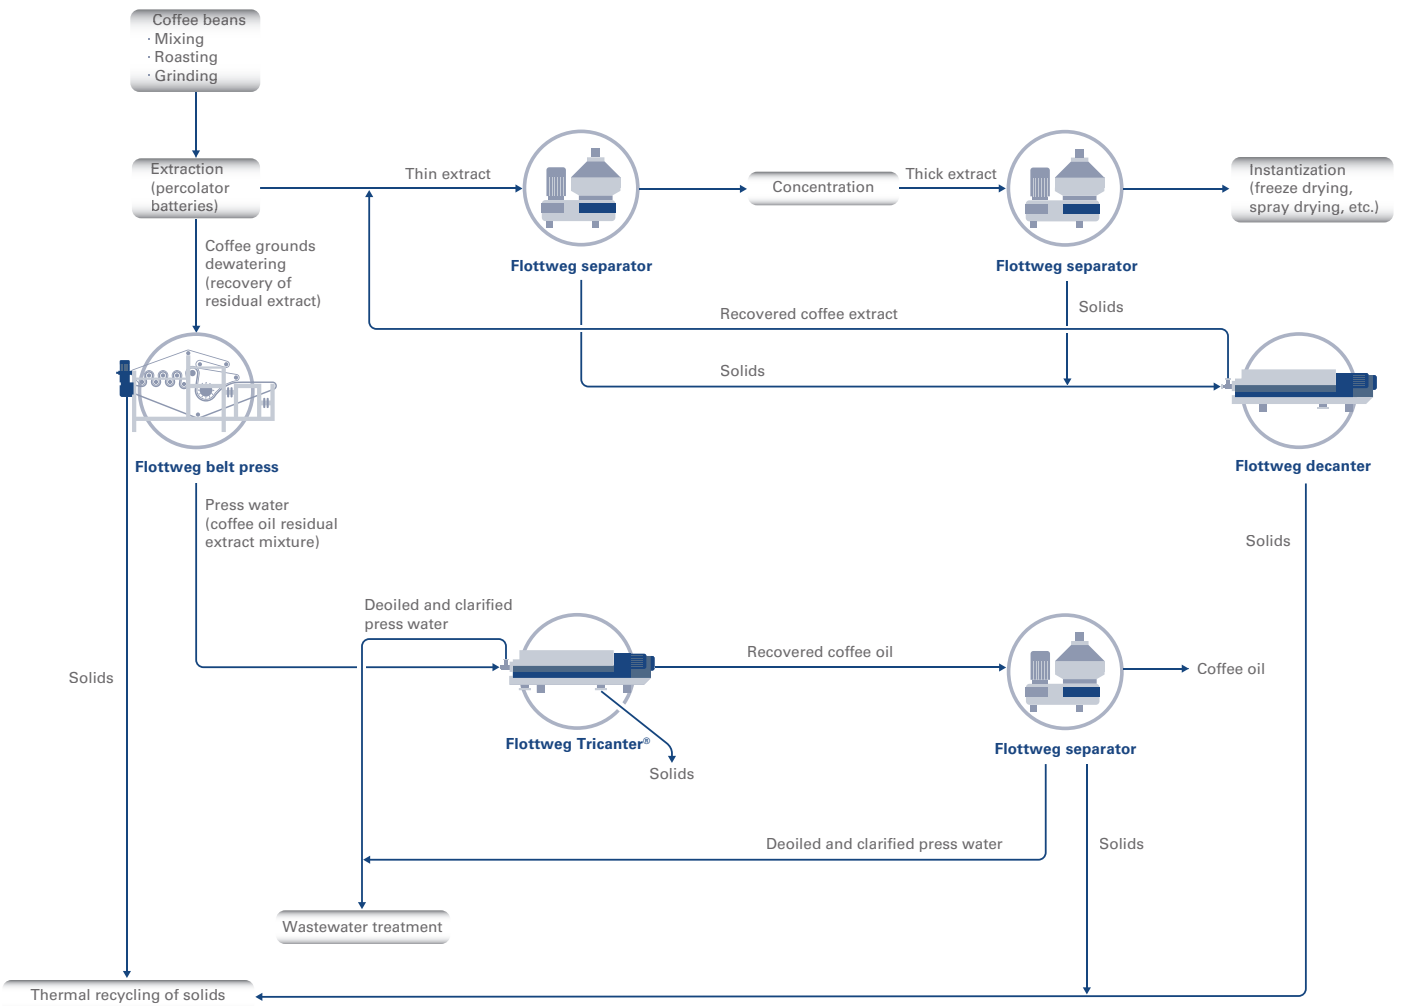 Coffee beans
· Mixing
· Roasting
· Grinding
Extraction
(percolator
batteries)
Thin extract
Concentration
Thick extract
Instantization
(freeze drying,
spray drying, etc.)
Coffee grounds
dewatering
(recovery of
residual extract)
Flottweg separator
Flottweg separator
Recovered coffee extract
Solids
Solids
Flottweg belt press
Flottweg decanter
Press water
(coffee oil residual
extract mixture)
Solids
Deoiled and clarified
press water
Recovered coffee oil
Coffee oil
Solids
Flottweg Tricanter®
Flottweg separator
Solids
Deoiled and clarified press water
Solids
Wastewater treatment
Thermal recycling of solids